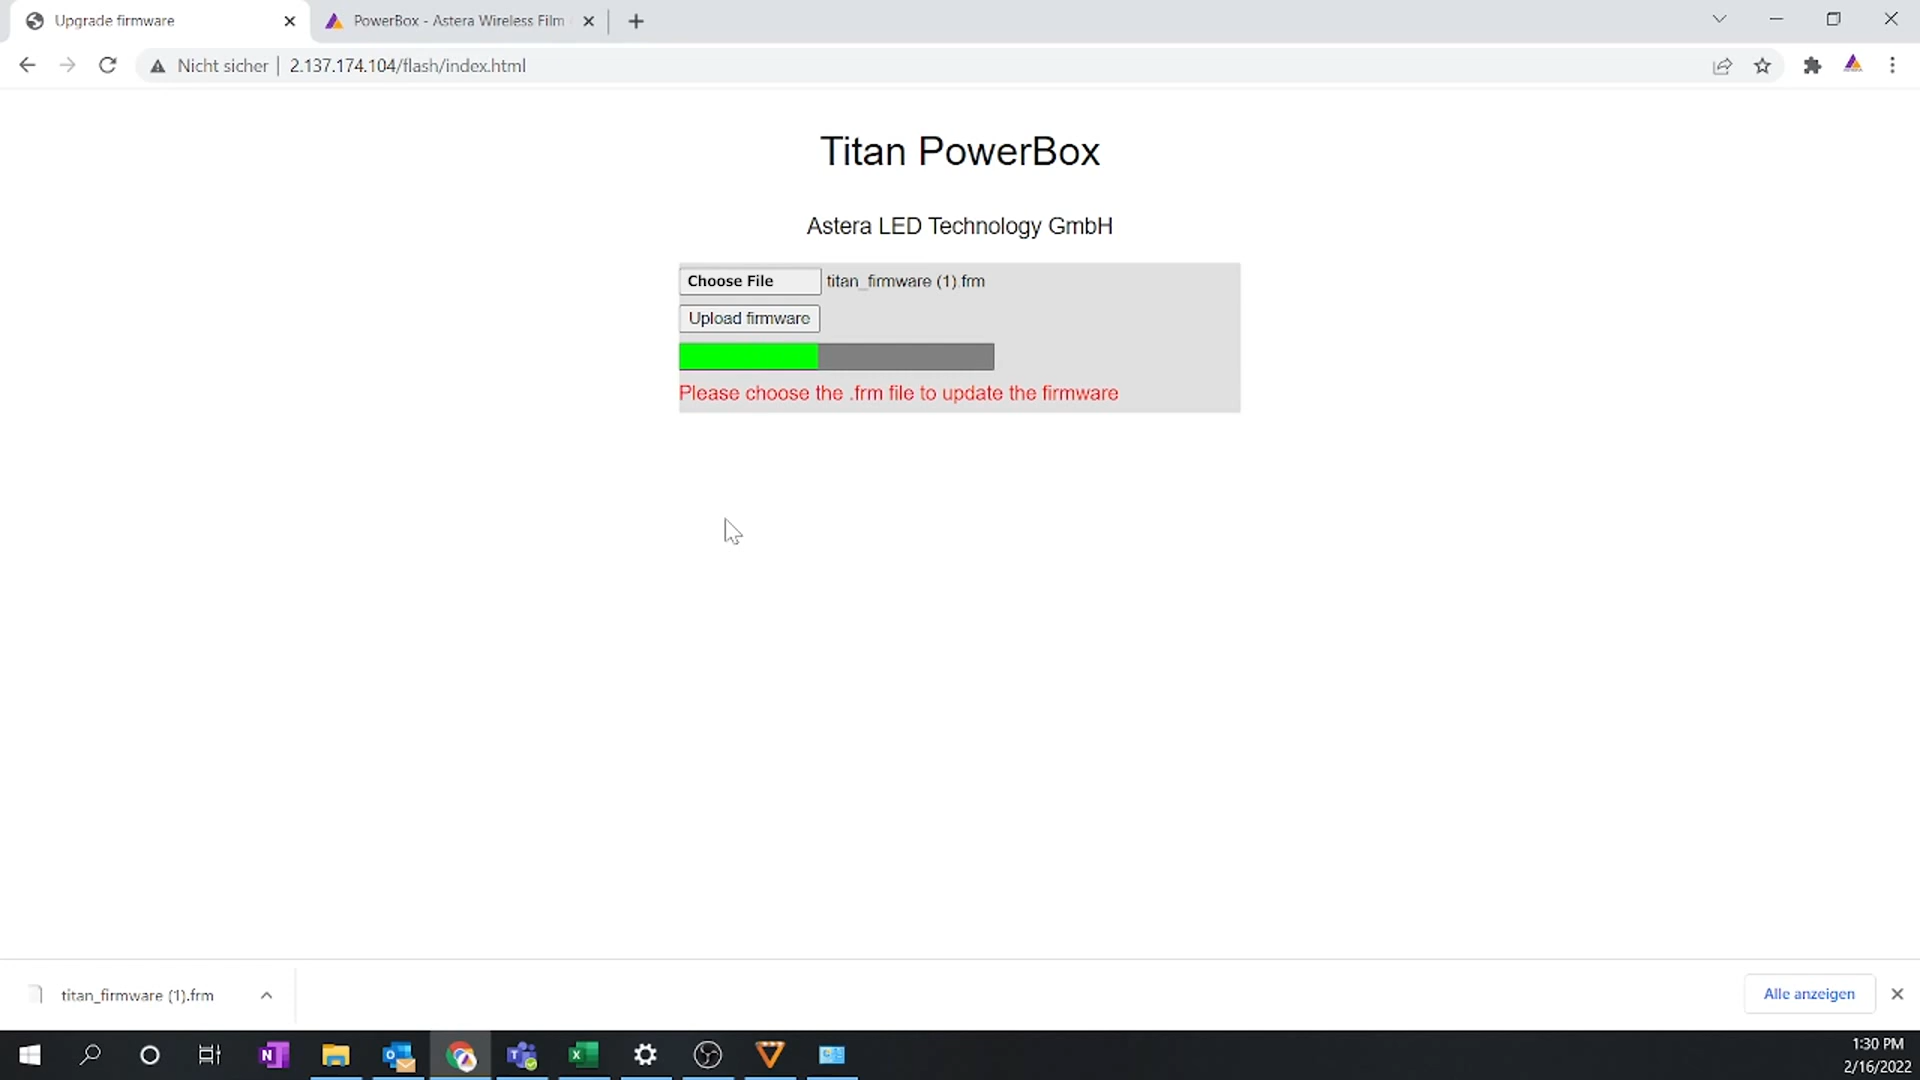 Upgrade firmware
PowerBox - Astera Wireless Film
Nicht sicher
2.137.174.104/flash/index.html
Titan PowerBox
Astera LED Technology GmbH
Choose File titan_firmware (1).frm
Upload firmware
Please choose the .frm file to update the firmware
titan_firmware (1).frm
Alle anzeigen
1:30 PM
2/16/2022